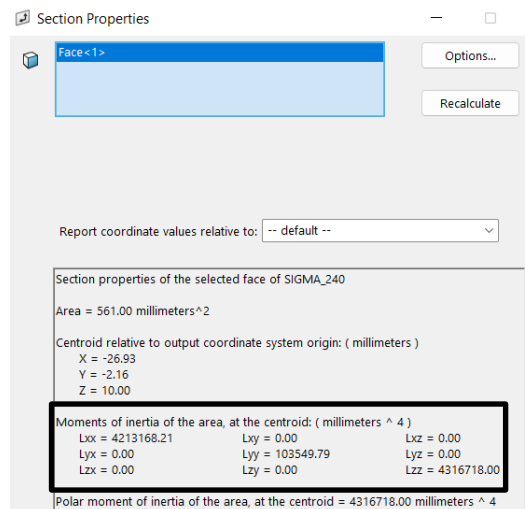 Section Properties
Face<1>
Options...
Recalculate
Report coordinate values relative to: -- default --
Section properties of the selected face of SIGMA_240
Area = 561.00 millimeters^2
Centroid relative to output coordinate system origin: ( millimeters )
X = -26.93
Y = -2.16
Z = 10.00
Moments of inertia of the area, at the centroid: ( millimeters ^ 4 )
Lxx = 4213168.21 Lxy = 0.00 Lxz = 0.00
Lyx = 0.00 Lyy = 103549.79 Lyz = 0.00
Lzx = 0.00 Lzy = 0.00 Lzz = 4316718.00
Polar moment of inertia of the area, at the centroid = 4316718.00 millimeters ^ 4